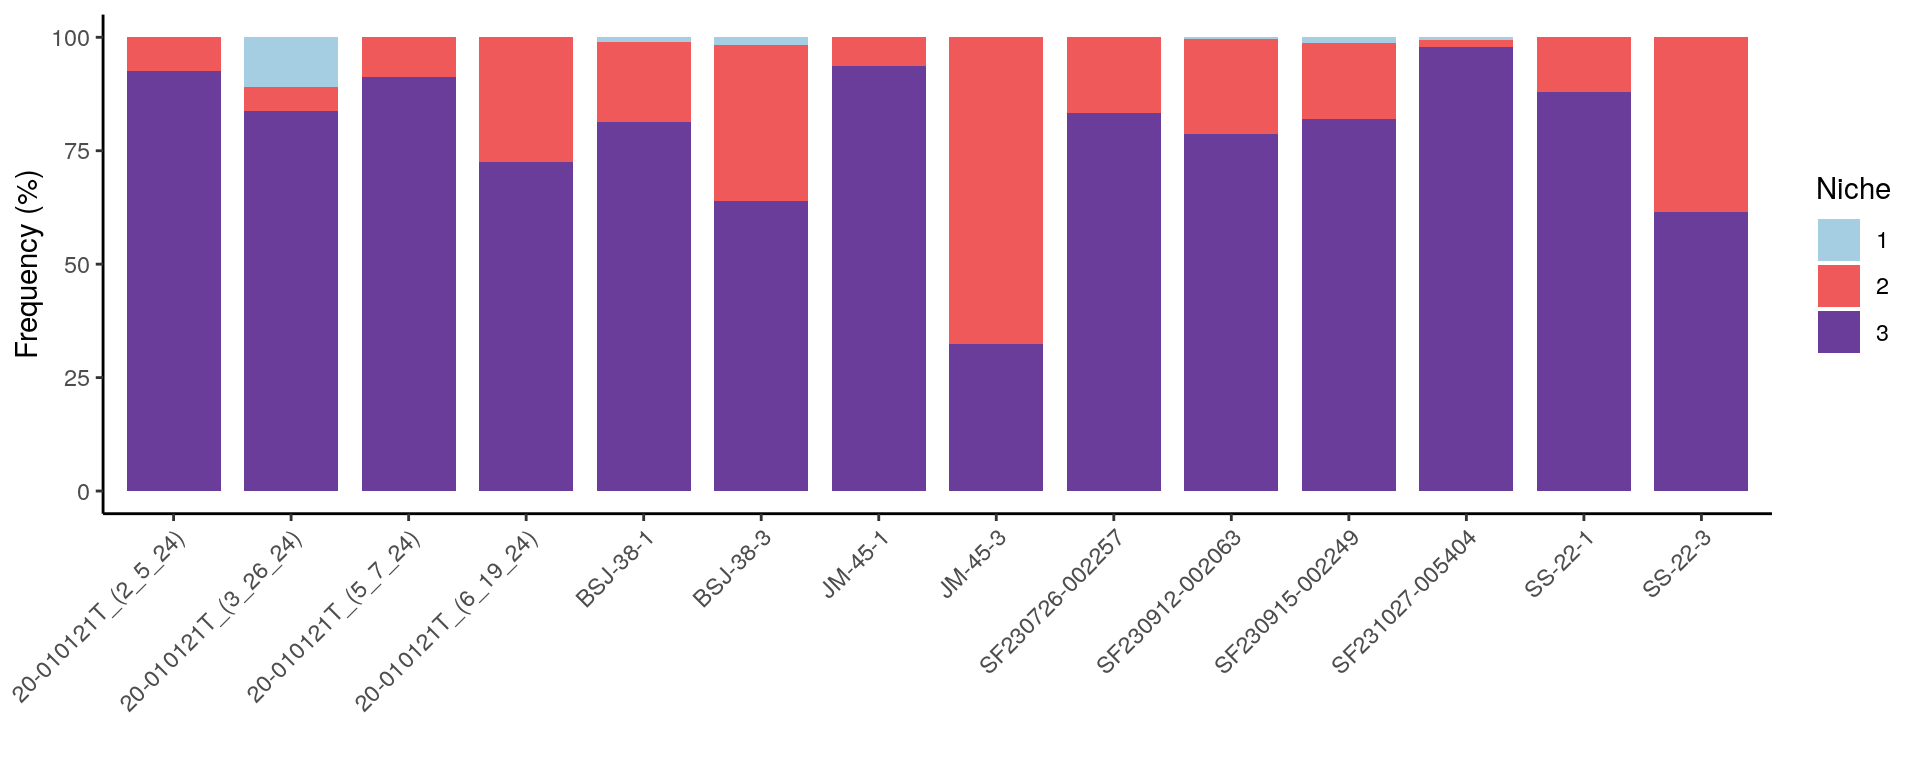 Frequency (%)
100
75
50
25
0
20-010121T_(2_5_24)
20-010121T_(3_26_24)
20-010121T_(5_7_24)
20-010121T_(6_19_24)
BSJ-38-1
BSJ-38-3
JM-45-1
JM-45-3
SF230726-002257
SF230912-002063
SF230915-002249
SF231027-005404
SS-22-1
SS-22-3
Niche
1
2
3